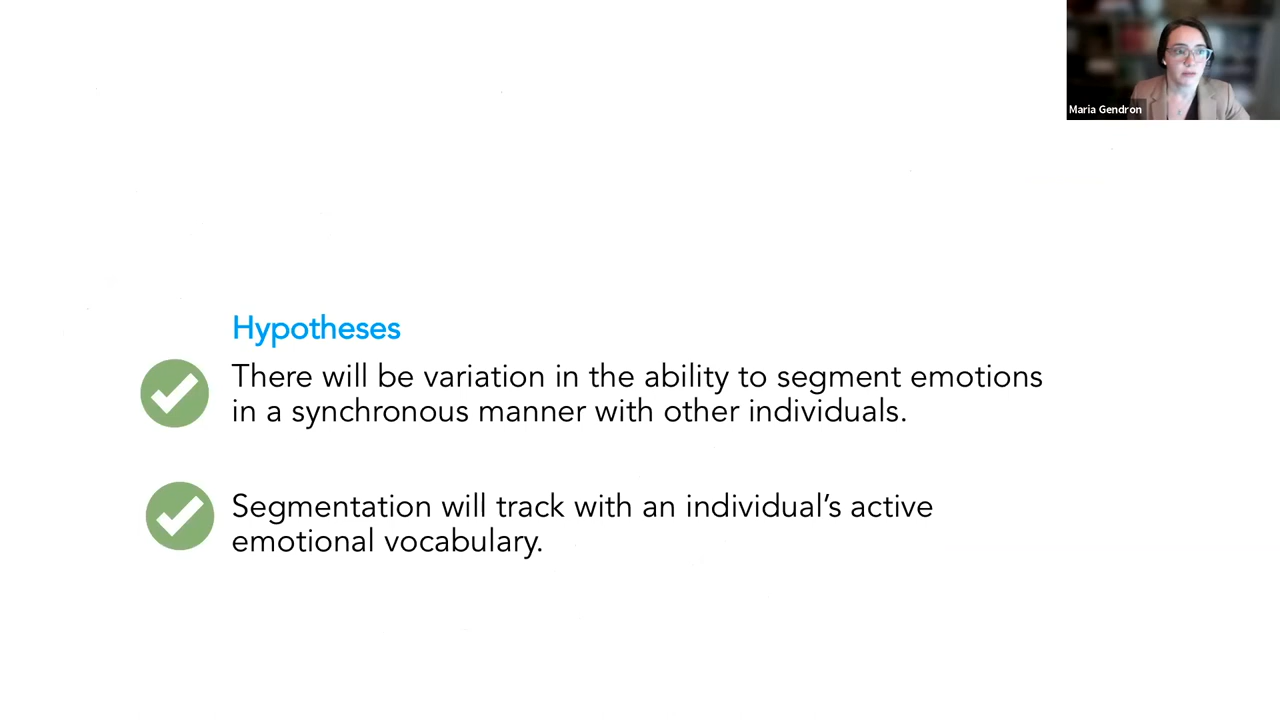 Maria Gendron
Hypotheses
There will be variation in the ability to segment emotions
in a synchronous manner with other individuals.
Segmentation will track with an individual’s active
emotional vocabulary.